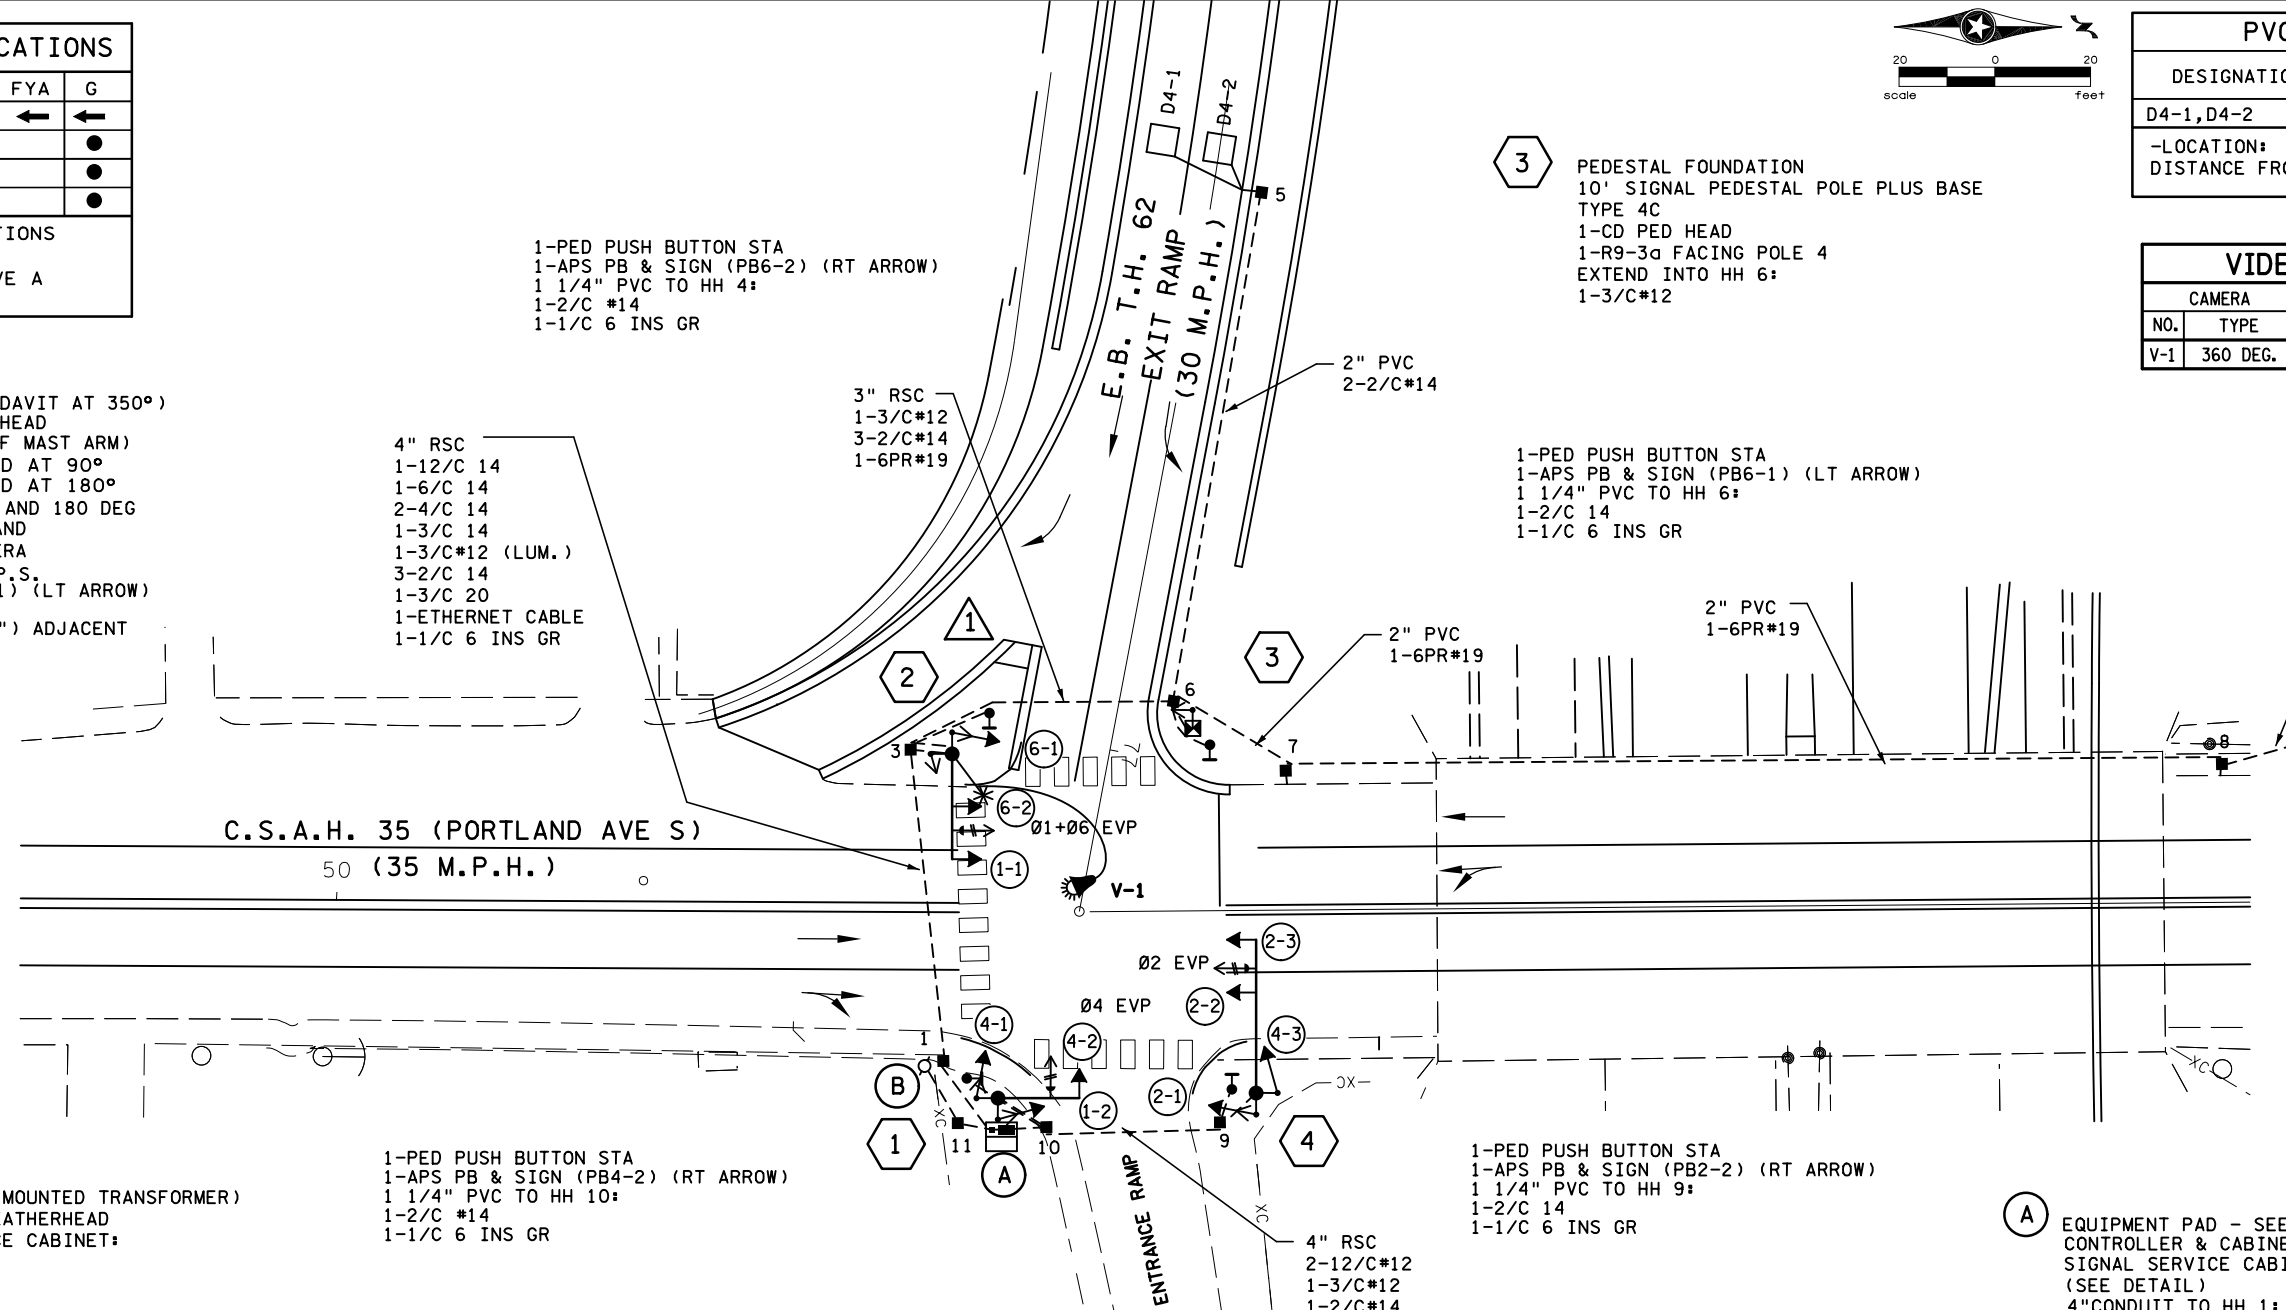 CATIONS
FYA G
TIONS
VE A
DAVIT AT 350°)
HEAD
F MAST ARM)
D AT 90°
D AT 180°
AND 180 DEG
AND
ERA
P.S.
1) (LT ARROW)
") ADJACENT
1-PED PUSH BUTTON STA
1-APS PB & SIGN (PB6-2) (RT ARROW)
1 1/4" PVC TO HH 4:
1-2/C #14
1-1/C 6 INS GR
4" RSC
1-12/C 14
1-6/C 14
2-4/C 14
1-3/C 14
1-3/C#12 (LUM.)
3-2/C 14
1-3/C 20
1-ETHERNET CABLE
1-1/C 6 INS GR
3" RSC
1-3/C#12
3-2/C#14
1-6PR#19
D4-1
D4-2
5
E.B. T.H. 62
EXIT RAMP
(30 M.P.H.)
2" PVC
2-2/C#14
20 0 20
scale feet
3
PEDESTAL FOUNDATION
10' SIGNAL PEDESTAL POLE PLUS BASE
TYPE 4C
1-CD PED HEAD
1-R9-3a FACING POLE 4
EXTEND INTO HH 6:
1-3/C#12
PVC
DESIGNATIO
D4-1,D4-2
-LOCATION:
DISTANCE FRO
VIDE
CAMERA
NO. TYPE
V-1 360 DEG.
1-PED PUSH BUTTON STA
1-APS PB & SIGN (PB6-1) (LT ARROW)
1 1/4" PVC TO HH 6:
1-2/C 14
1-1/C 6 INS GR
2" PVC
1-6PR#19
2" PVC
1-6PR#19
1
2
3
3
6
7
8
6-1
6-2
Ø1+Ø6 EVP
1-1
V-1
C.S.A.H. 35 (PORTLAND AVE S)
50 (35 M.P.H.)
2-3
Ø2 EVP
2-2
Ø4 EVP
4-1
4-2
4-3
1
B
1
11
A
10
1-2
2-1
9
4
XC
XC
XC
XC
ENTRANCE RAMP
MOUNTED TRANSFORMER)
EATHERHEAD
CE CABINET:
1-PED PUSH BUTTON STA
1-APS PB & SIGN (PB4-2) (RT ARROW)
1 1/4" PVC TO HH 10:
1-2/C #14
1-1/C 6 INS GR
4" RSC
2-12/C#12
1-3/C#12
1-2/C#14
1-PED PUSH BUTTON STA
1-APS PB & SIGN (PB2-2) (RT ARROW)
1 1/4" PVC TO HH 9:
1-2/C 14
1-1/C 6 INS GR
A
EQUIPMENT PAD - SEE
CONTROLLER & CABINE
SIGNAL SERVICE CABI
(SEE DETAIL)
4"CONDUIT TO HH 1: